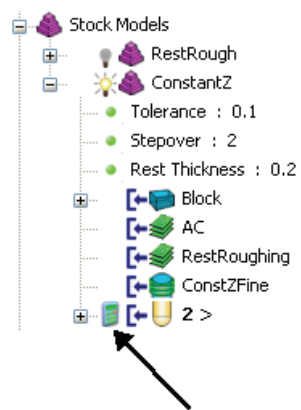 Stock Models
RestRough
ConstantZ
Tolerance : 0.1
Stepover : 2
Rest Thickness : 0.2
Block
AC
RestRoughing
ConstZFine
2 >